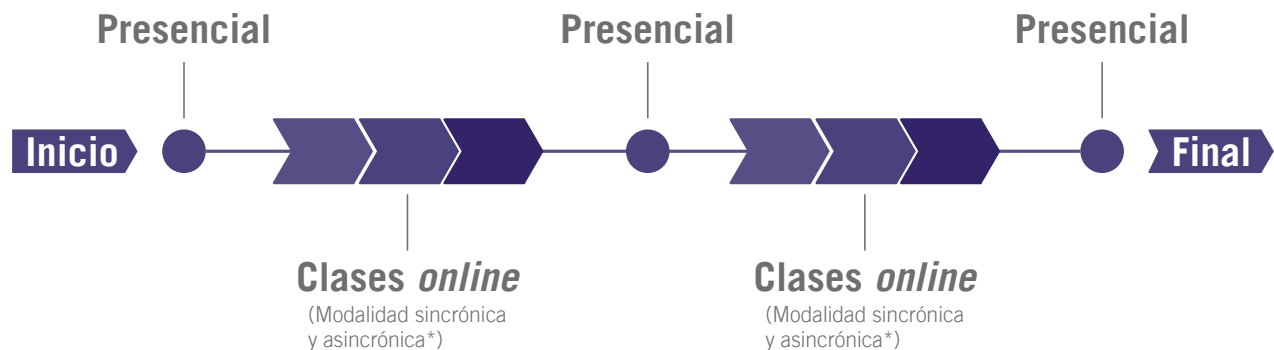 Presencial
Presencial
Presencial
Inicio
Final
Clases online
(Modalidad sincrónica
y asincrónica*)
Clases online
(Modalidad sincrónica
y asincrónica*)